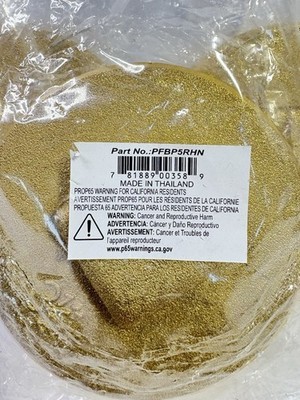 Part No.:PFBP5RHN
7 81889 00358 9
MADE IN THAILAND
PROP65 WARNING FOR CALIFORNIA RESIDENTS
AVERTISSEMENT PROP65 POUR LES RESIDENTS DE LA CALIFORNIE
PROPUESTA 65 ADVERTENCIA PARA LOS RESIDENTES DE CALIFORNIA
WARNING: Cancer and Reproductive Harm
ADVERTENCIA: Cáncer y Daño Reproductivo
AVERTISSEMENT: Cancer et Troubles de
l'appareil reproducteur
www.p65warnings.ca.gov